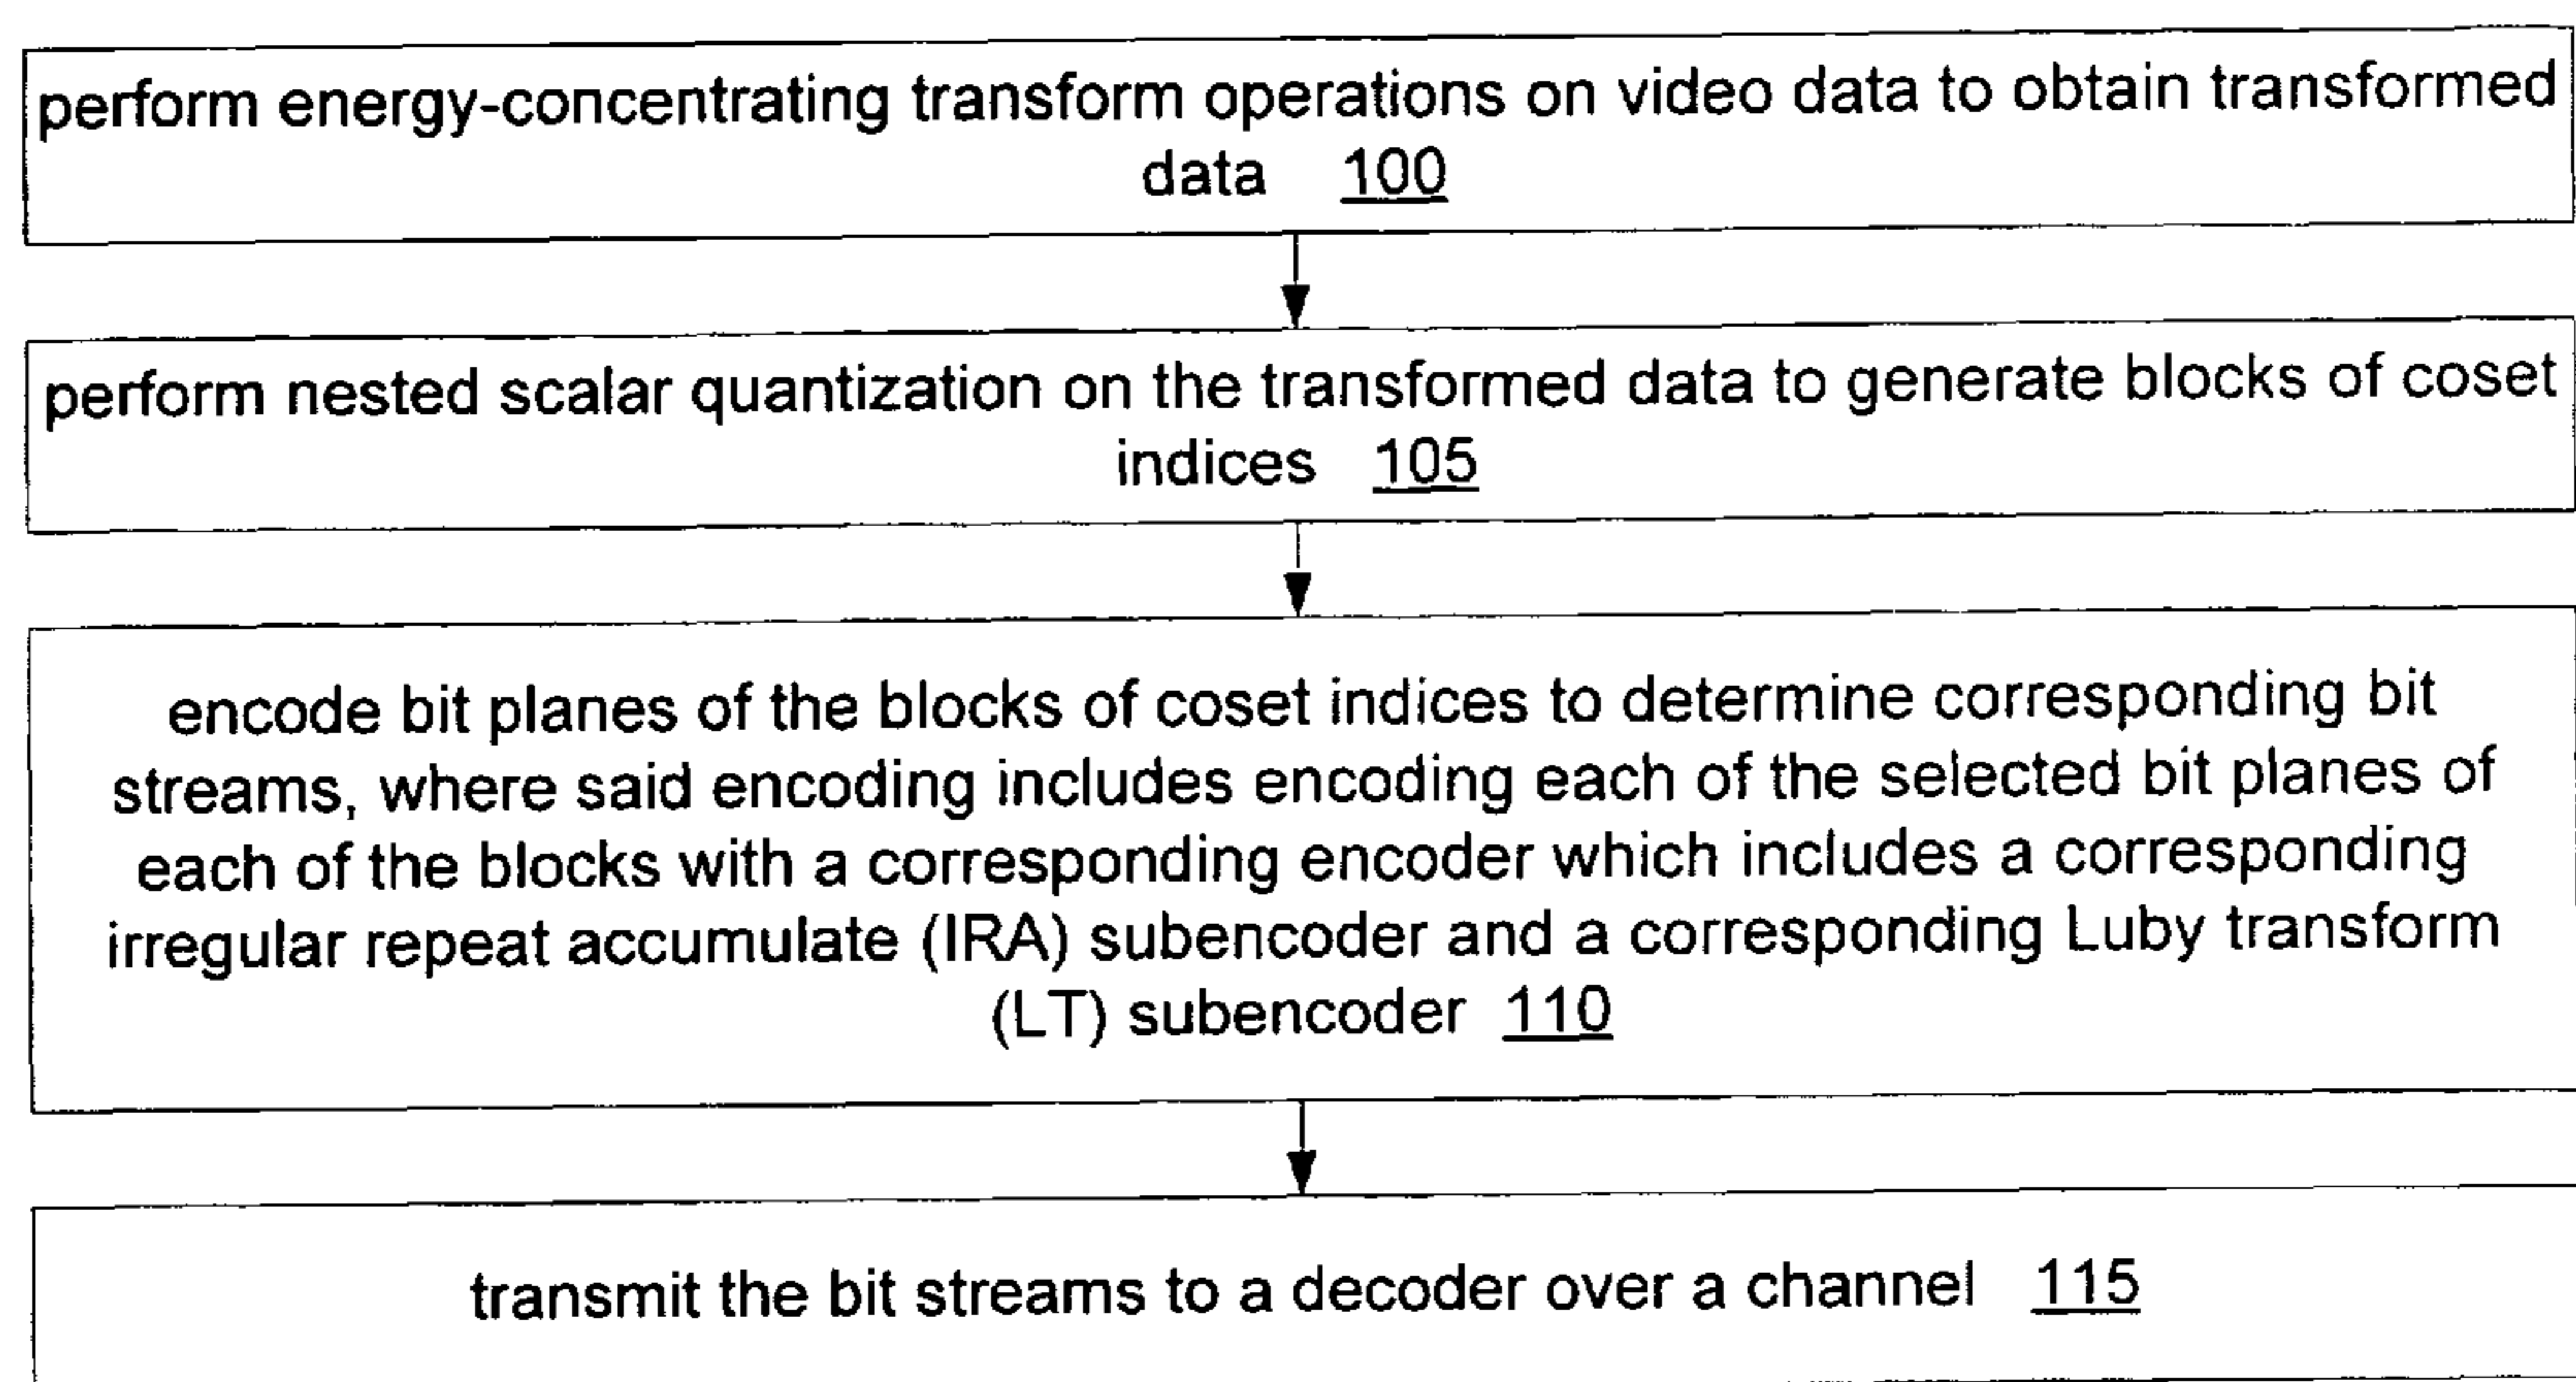 perform energy-concentrating transform operations on video data to obtain transformed
data 100
perform nested scalar quantization on the transformed data to generate blocks of coset
indices 105
encode bit planes of the blocks of coset indices to determine corresponding bit
streams, where said encoding includes encoding each of the selected bit planes of
each of the blocks with a corresponding encoder which includes a corresponding
irregular repeat accumulate (IRA) subencoder and a corresponding Luby transform
(LT) subencoder 110
transmit the bit streams to a decoder over a channel 115